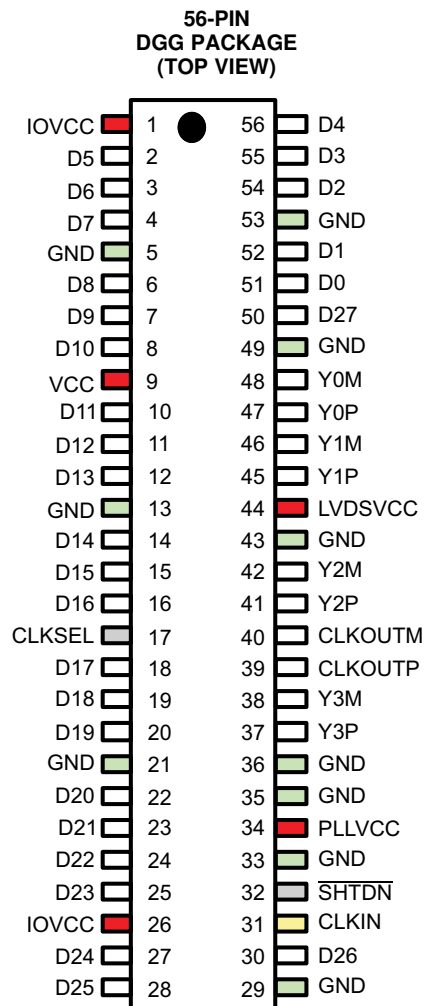 56-PIN
DGG PACKAGE
(TOP VIEW)
IOVCC 1 56 D4
D5 2 55 D3
D6 3 54 D2
D7 4 53 GND
GND 5 52 D1
D8 6 51 D0
D9 7 50 D27
D10 8 49 GND
VCC 9 48 Y0M
D11 10 47 Y0P
D12 11 46 Y1M
D13 12 45 Y1P
GND 13 44 LVDSVCC
D14 14 43 GND
D15 15 42 Y2M
D16 16 41 Y2P
CLKSEL 17 40 CLKOUTM
D17 18 39 CLKOUTP
D18 19 38 Y3M
D19 20 37 Y3P
GND 21 36 GND
D20 22 35 GND
D21 23 34 PLLVCC
D22 24 33 GND
D23 25 32 SHTDN
IOVCC 26 31 CLKIN
D24 27 30 D26
D25 28 29 GND